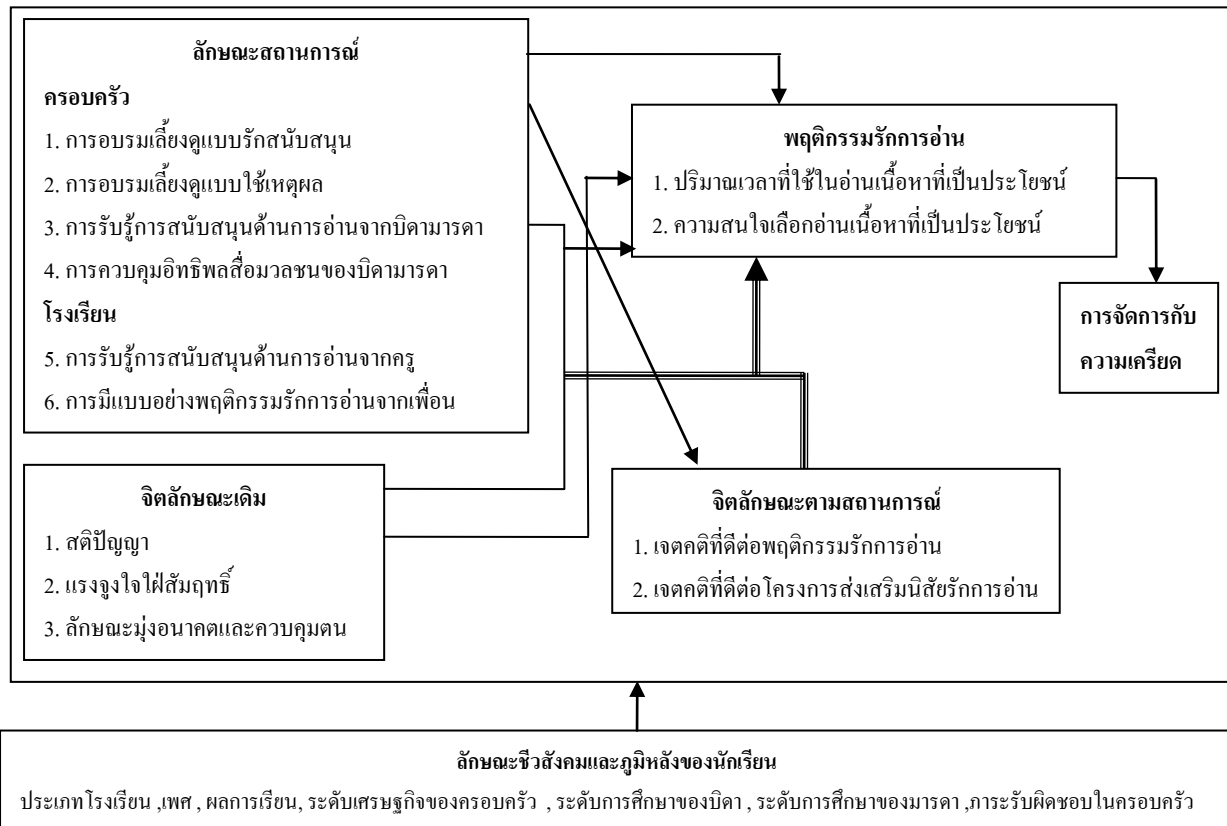 ลักษณะสถานการณ์
ครอบครัว
1. การอบรมเลี้ยงดูแบบรักสนับสนุน
2. การอบรมเลี้ยงดูแบบใช้เหตุผล
3. การรับรู้การสนับสนุนด้านการอ่านจากบิดามารดา
4. การควบคุมอิทธิพลสื่อมวลชนของบิดามารดา
โรงเรียน
5. การรับรู้การสนับสนุนด้านการอ่านจากครู
6. การมีแบบอย่างพฤติกรรมรักการอ่านจากเพื่อน
พฤติกรรมรักการอ่าน
1. ปริมาณเวลาที่ใช้ในอ่านเนื้อหาที่เป็นประโยชน์
2. ความสนใจเลือกอ่านเนื้อหาที่เป็นประโยชน์
การจัดการกับ
ความเครียด
จิตลักษณะเดิม
1. สติปัญญา
2. แรงจูงใจใฝ่สัมฤทธิ์
3. ลักษณะมุ่งอนาคตและควบคุมตน
จิตลักษณะตามสถานการณ์
1. เจตคติที่ดีต่อพฤติกรรมรักการอ่าน
2. เจตคติที่ดีต่อโครงการส่งเสริมนิสัยรักการอ่าน
ลักษณะชีวสังคมและภูมิหลังของนักเรียน
ประเภทโรงเรียน ,เพศ , ผลการเรียน, ระดับเศรษฐกิจของครอบครัว , ระดับการศึกษาของบิดา , ระดับการศึกษาของมารดา ,ภาระรับผิดชอบในครอบครัว